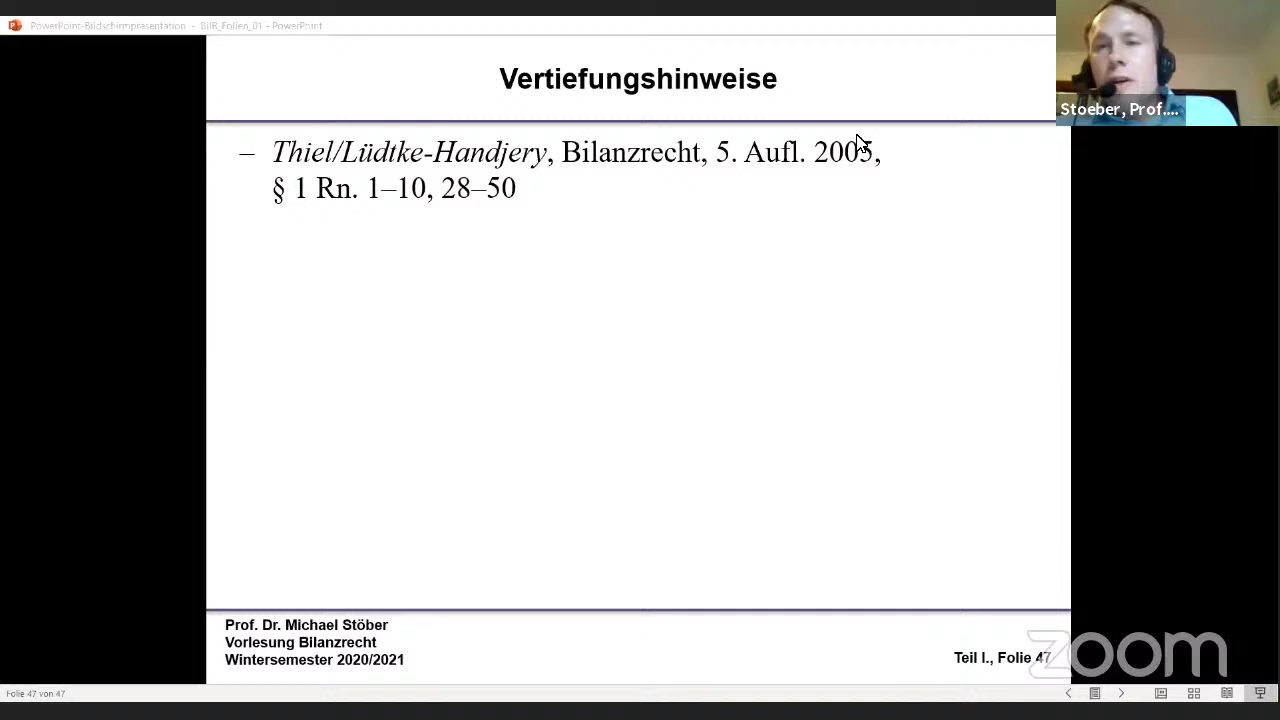 PowerPoint-Bildschirmpräsentation - BilR_Folien_01 - PowerPoint
Vertiefungshinweise
Stoeber, Prof....
– Thiel/Lüdtke-Handjery, Bilanzrecht, 5. Aufl. 2005,
§ 1 Rn. 1–10, 28–50
Prof. Dr. Michael Stöber
Vorlesung Bilanzrecht
Wintersemester 2020/2021
Teil I., Folie 47
zoom
Folie 47 von 47